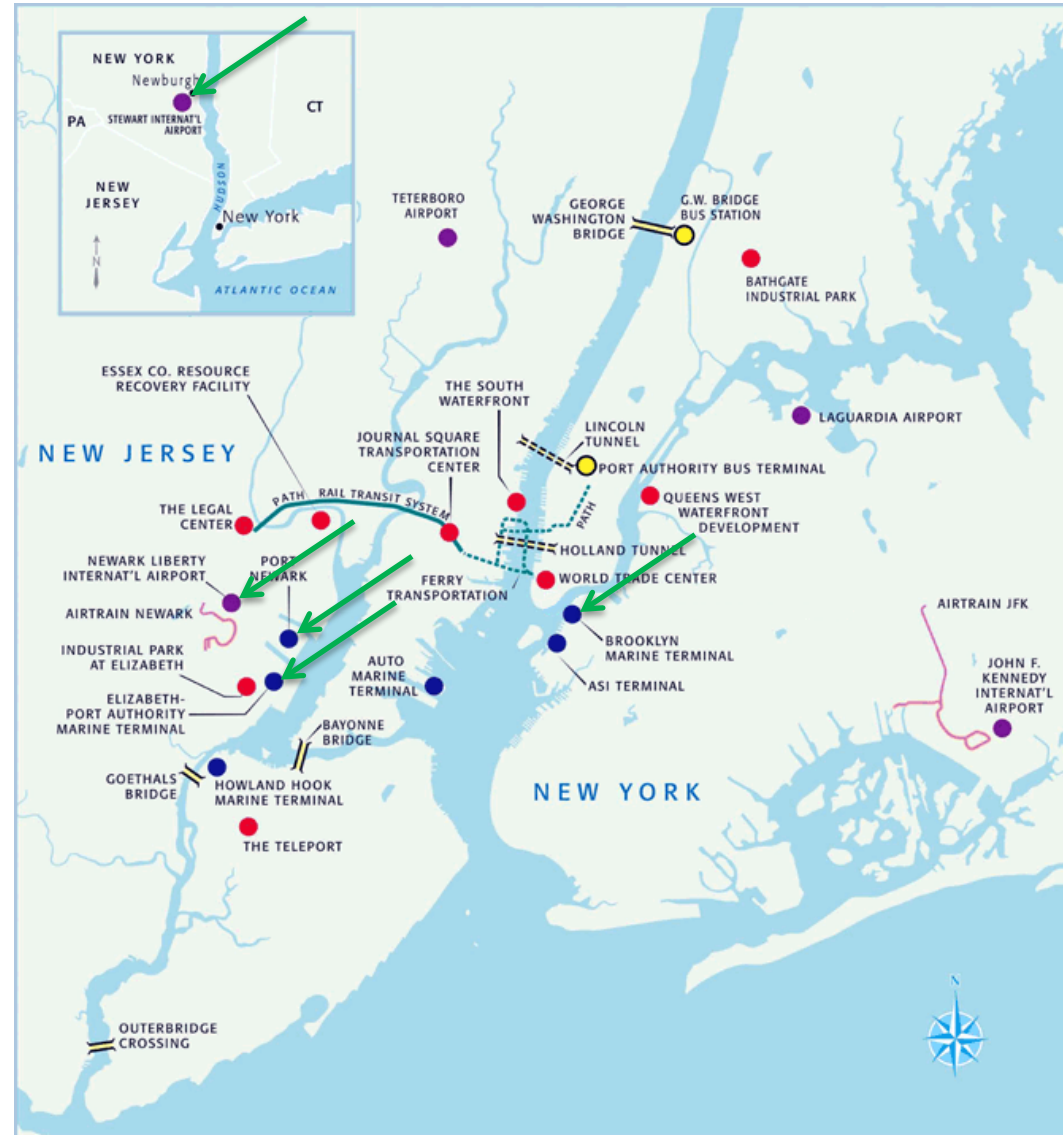 NEW YORK
Newburgh
PA
STEWART INTERNAT'L
AIRPORT
CT
NEW
JERSEY
HUDSON
New York
N
ATLANTIC OCEAN
TETERBORO
AIRPORT
GEORGE
WASHINGTON
BRIDGE
G.W. BRIDGE
BUS STATION
BATHGATE
INDUSTRIAL PARK
ESSEX CO. RESOURCE
RECOVERY FACILITY
THE SOUTH
WATERFRONT
LAGUARDIA AIRPORT
LINCOLN
TUNNEL
JOURNAL SQUARE
TRANSPORTATION
CENTER
NEW JERSEY
PORT AUTHORITY BUS TERMINAL
PATH RAIL TRANSIT SYSTEM
THE LEGAL
CENTER
PATH
QUEENS WEST
WATERFRONT
DEVELOPMENT
HOLLAND TUNNEL
NEWARK LIBERTY
INTERNAT'L AIRPORT
PORT
NEWARK
FERRY
TRANSPORTATION
WORLD TRADE CENTER
AIRTRAIN NEWARK
AIRTRAIN JFK
INDUSTRIAL PARK
AT ELIZABETH
BROOKLYN
MARINE TERMINAL
AUTO
MARINE
TERMINAL
ASI TERMINAL
JOHN F.
KENNEDY
INTERNAT'L
AIRPORT
ELIZABETH-
PORT AUTHORITY
MARINE TERMINAL
BAYONNE
BRIDGE
GOETHALS
BRIDGE
HOWLAND HOOK
MARINE TERMINAL
NEW YORK
THE TELEPORT
N
OUTERBRIDGE
CROSSING